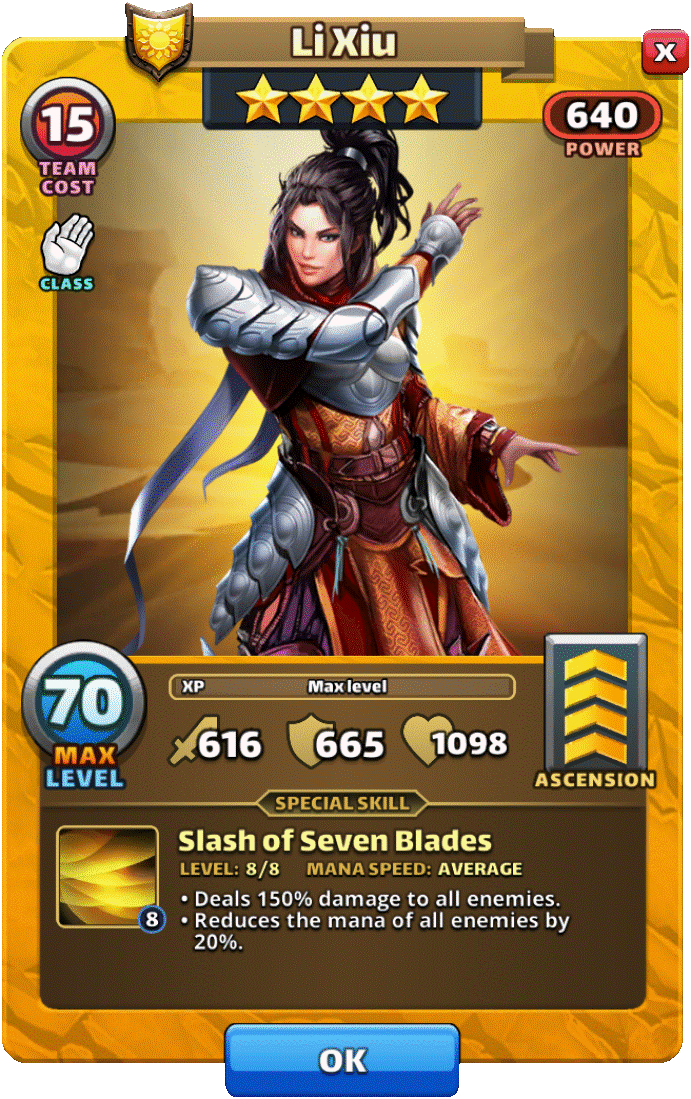 Li Xiu
X
15
TEAM
COST
640
POWER
CLASS
70
MAX
LEVEL
XP Max level
616 665 1098
ASCENSION
SPECIAL SKILL
Slash of Seven Blades
LEVEL: 8/8 MANA SPEED: AVERAGE
8
• Deals 150% damage to all enemies.
• Reduces the mana of all enemies by
20%.
OK